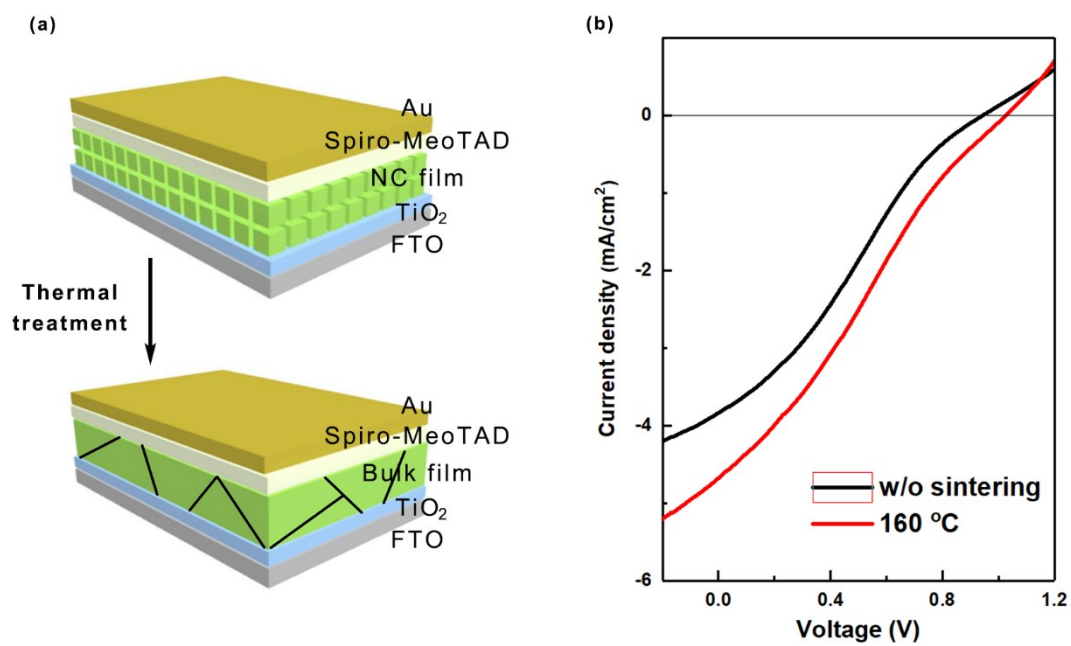 (a)
Au
Spiro-MeoTAD
NC film
TiO₂
FTO
Thermal
treatment
Au
Spiro-MeoTAD
Bulk film
TiO₂
FTO
(b)
0
-2
-4
-6
Current density (mA/cm²)
w/o sintering
160 °C
0.0 0.4 0.8 1.2
Voltage (V)